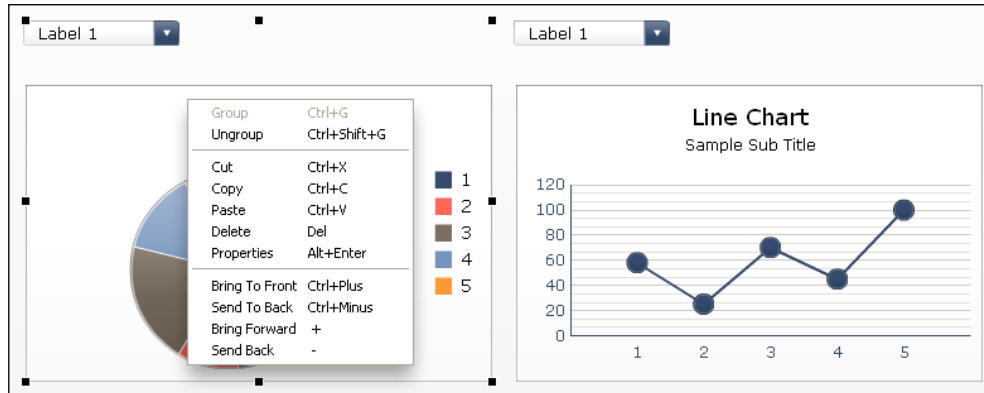 Label 1
Label 1
Group Ctrl+G
Ungroup Ctrl+Shift+G
Cut Ctrl+X
Copy Ctrl+C
Paste Ctrl+V
Delete Del
Properties Alt+Enter
Bring To Front Ctrl+Plus
Send To Back Ctrl+Minus
Bring Forward +
Send Back -
1
2
3
4
5
Line Chart
Sample Sub Title
120
100
80
60
40
20
0
1 2 3 4 5